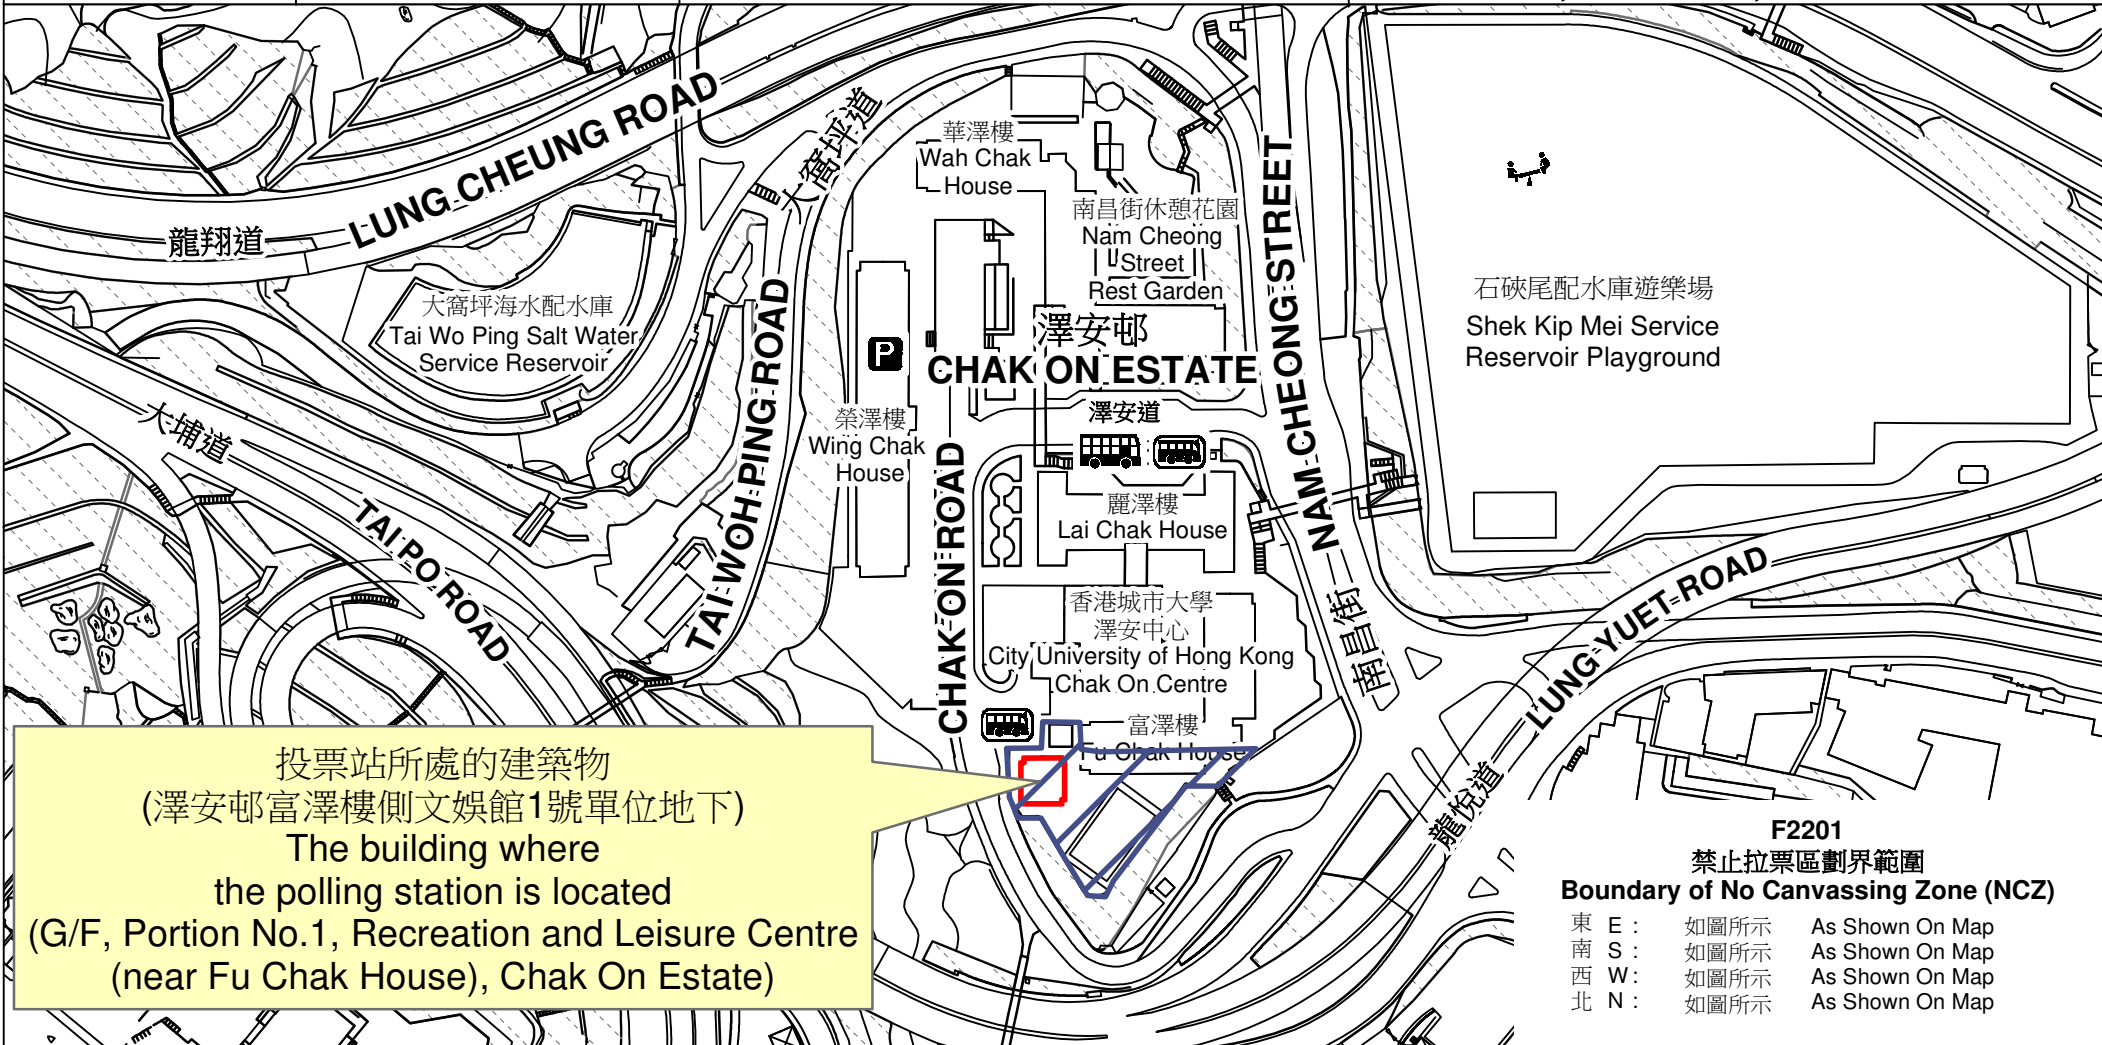 LUNG CHEUNG ROAD
龍翔道
大窩坪道
華澤樓
Wah Chak
House
南昌街休憩花園
Nam Cheong
Street
Rest Garden
NAM CHEONG STREET
石硤尾配水庫遊樂場
Shek Kip Mei Service
Reservoir Playground
大窩坪海水配水庫
Tai Wo Ping Salt Water
Service Reservoir
TAI WOH PING ROAD
P
澤安邨
CHAK ON ESTATE
澤安道
榮澤樓
Wing Chak
House
大埔道
TAI PO ROAD
CHAK ON ROAD
麗澤樓
Lai Chak House
香港城市大學
澤安中心
City University of Hong Kong
Chak On Centre
南昌街
LUNG YUET ROAD
龍悅道
富澤樓
Fu Chak House
投票站所處的建築物
(澤安邨富澤樓側文娛館1號單位地下)
The building where
the polling station is located
(G/F, Portion No.1, Recreation and Leisure Centre
(near Fu Chak House), Chak On Estate)
F2201
禁止拉票區劃界範圍
Boundary of No Canvassing Zone (NCZ)
東 E : 如圖所示 As Shown On Map
南 S : 如圖所示 As Shown On Map
西 W : 如圖所示 As Shown On Map
北 N : 如圖所示 As Shown On Map